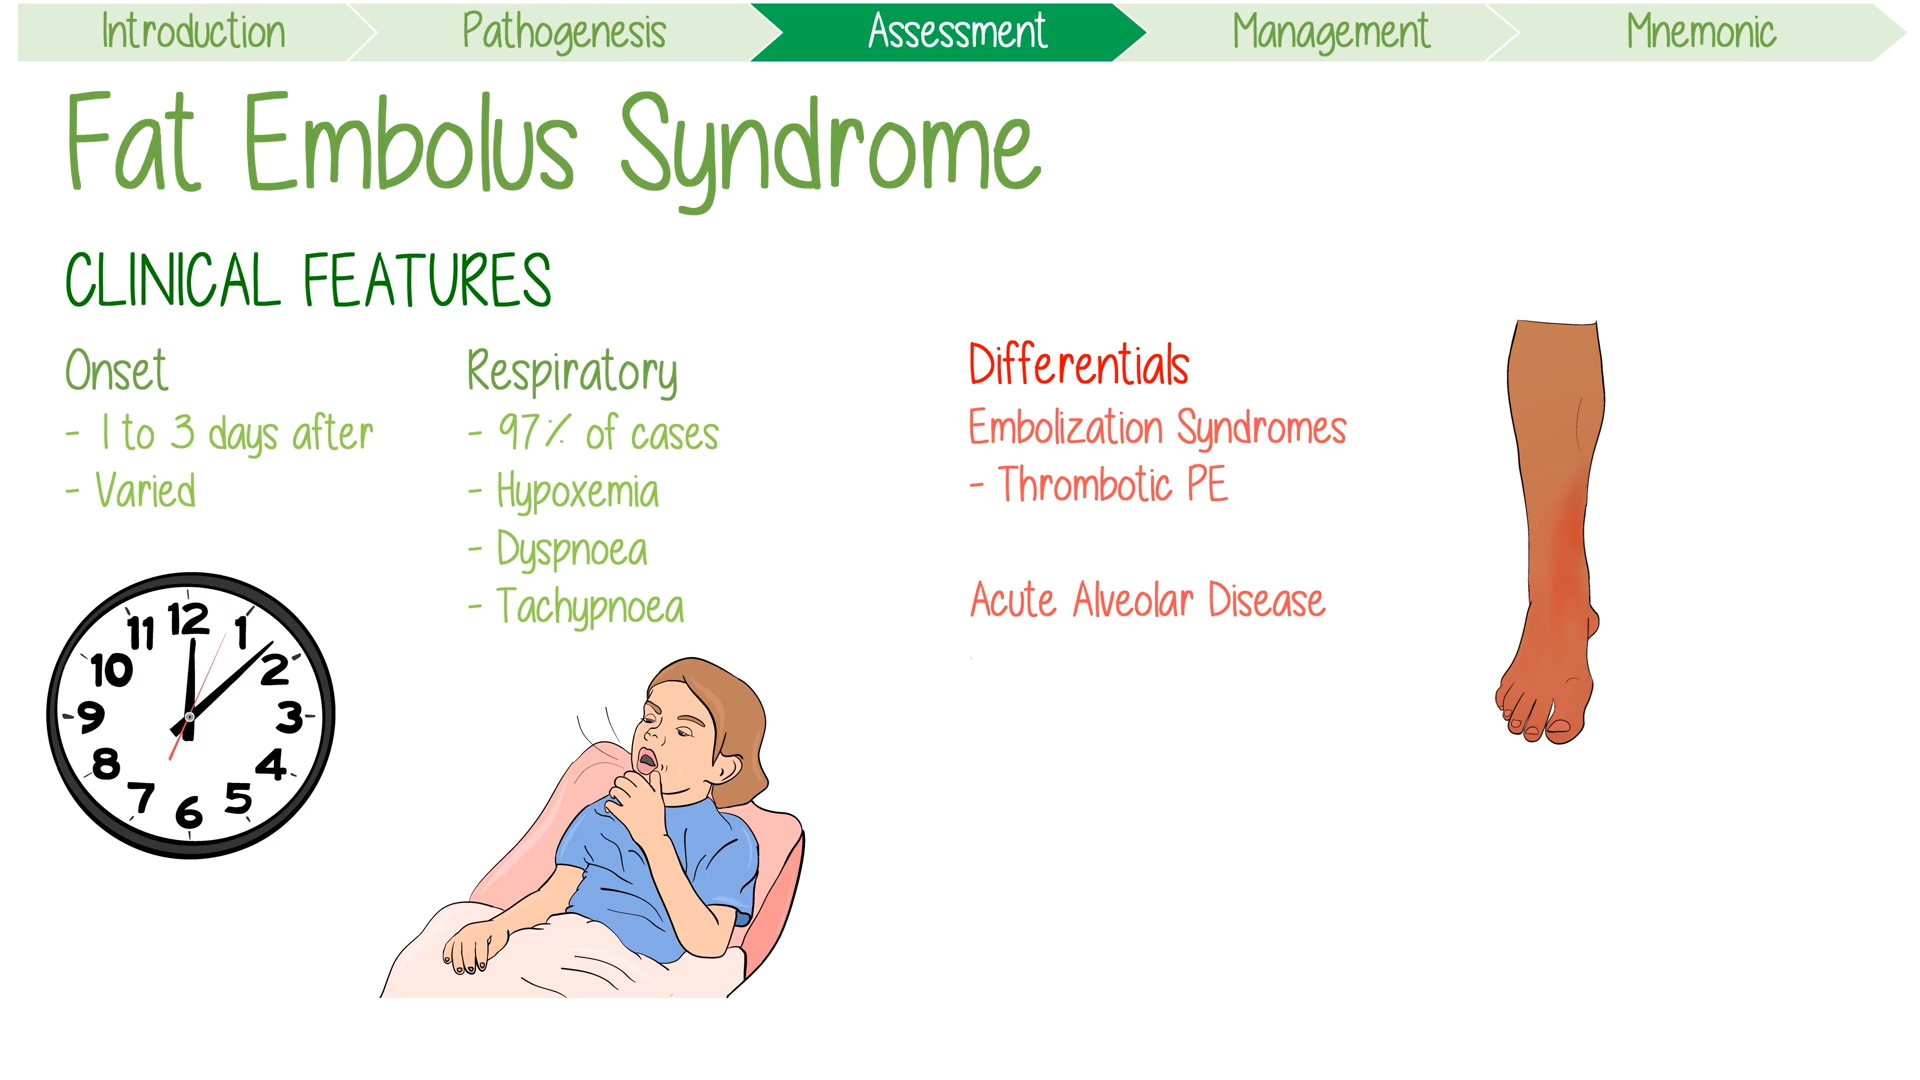 Introduction
Pathogenesis
Assessment
Management
Mnemonic
Fat Embolus Syndrome
CLINICAL FEATURES
Onset
- 1 to 3 days after
- Varied
Respiratory
- 97% of cases
- Hypoxemia
- Dyspnoea
- Tachypnoea
Differentials
Embolization Syndromes
- Thrombotic PE
Acute Alveolar Disease
12
1
2
3
4
5
6
7
8
9
10
11